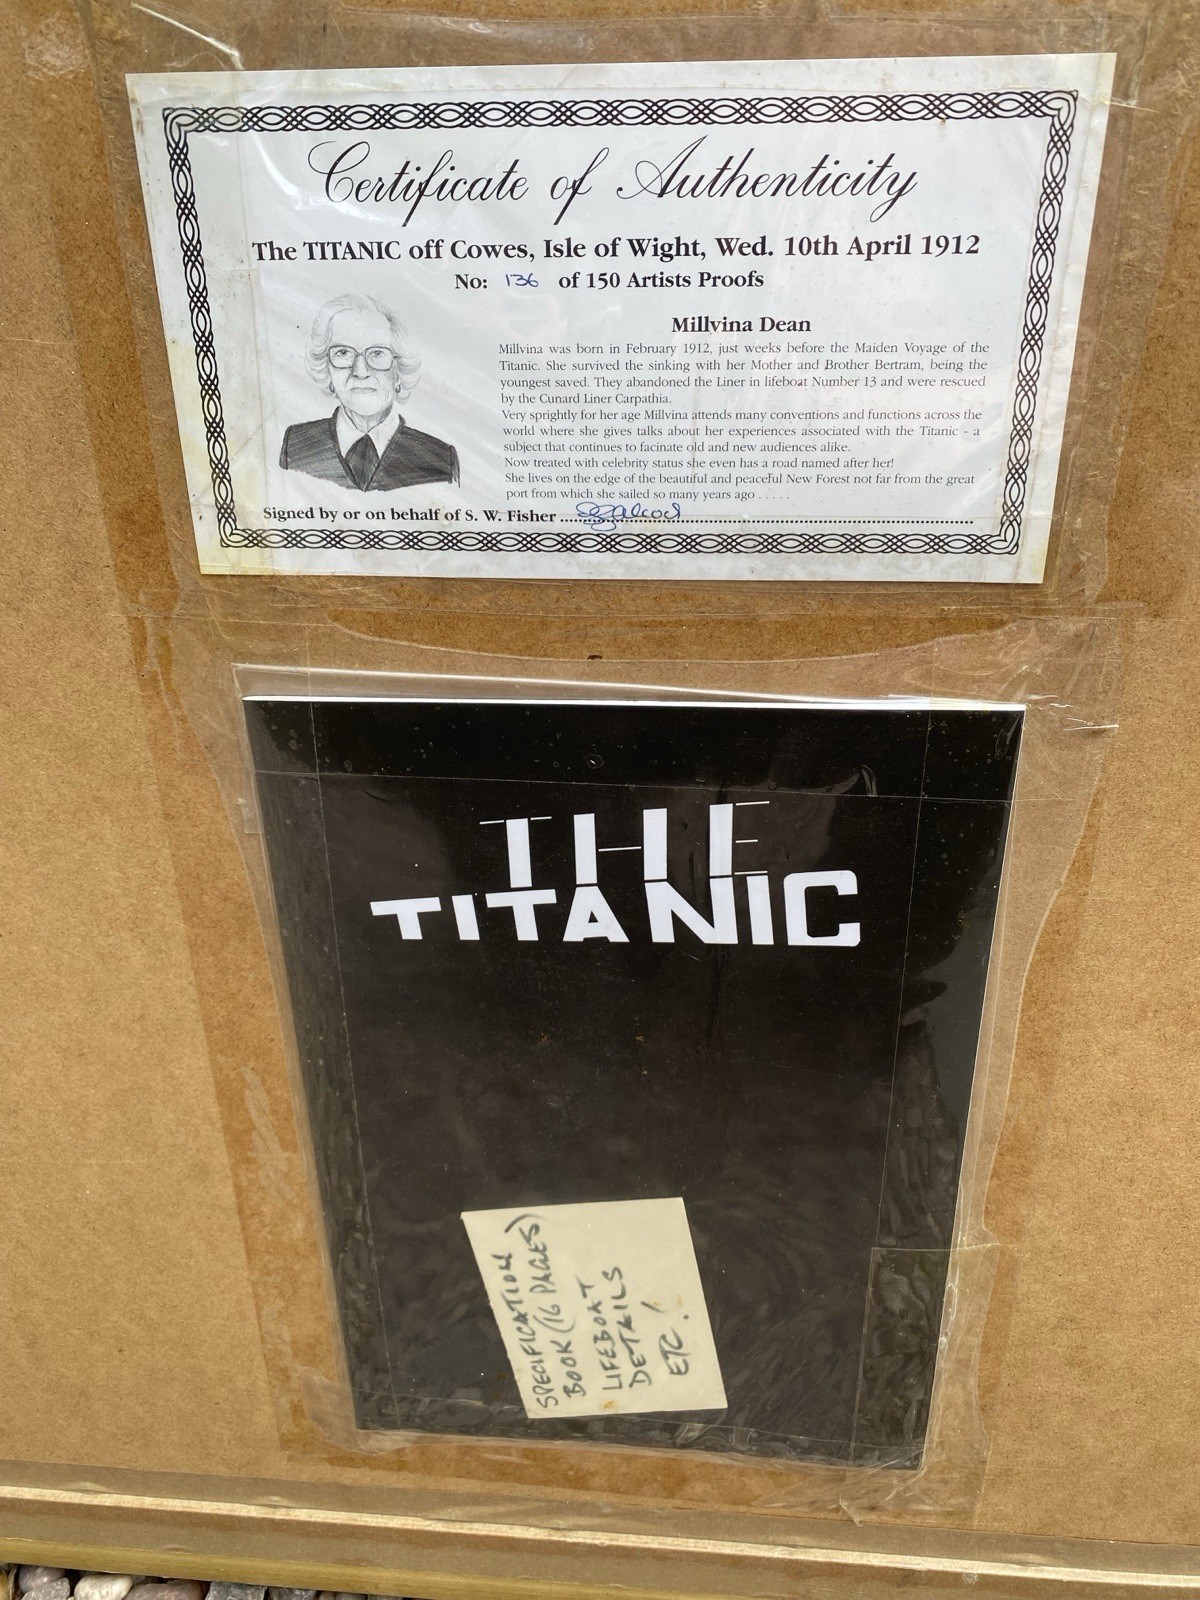 Certificate of Authenticity
The TITANIC off Cowes, Isle of Wight, Wed. 10th April 1912
No: 136 of 150 Artists Proofs
Millvina Dean
Millvina was born in February 1912, just weeks before the Maiden Voyage of the
Titanic. She survived the sinking with her Mother and Brother Bertram, being the
youngest saved. They abandoned the Liner in lifeboat Number 13 and were rescued
by the Cunard Liner Carpathia.
Very sprightly for her age Millvina attends many conventions and functions across the
world where she gives talks about her experiences associated with the Titanic - a
subject that continues to facinate old and new audiences alike.
Now treated with celebrity status she even has a road named after her!
She lives on the edge of the beautiful and peaceful New Forest not far from the great
port from which she sailed so many years ago . . . . .
Signed by or on behalf of S. W. Fisher
THE
TITANIC
SPECIFICATION
BOOK (16 PAGES)
LIFEBOAT
DETAILS
ETC!